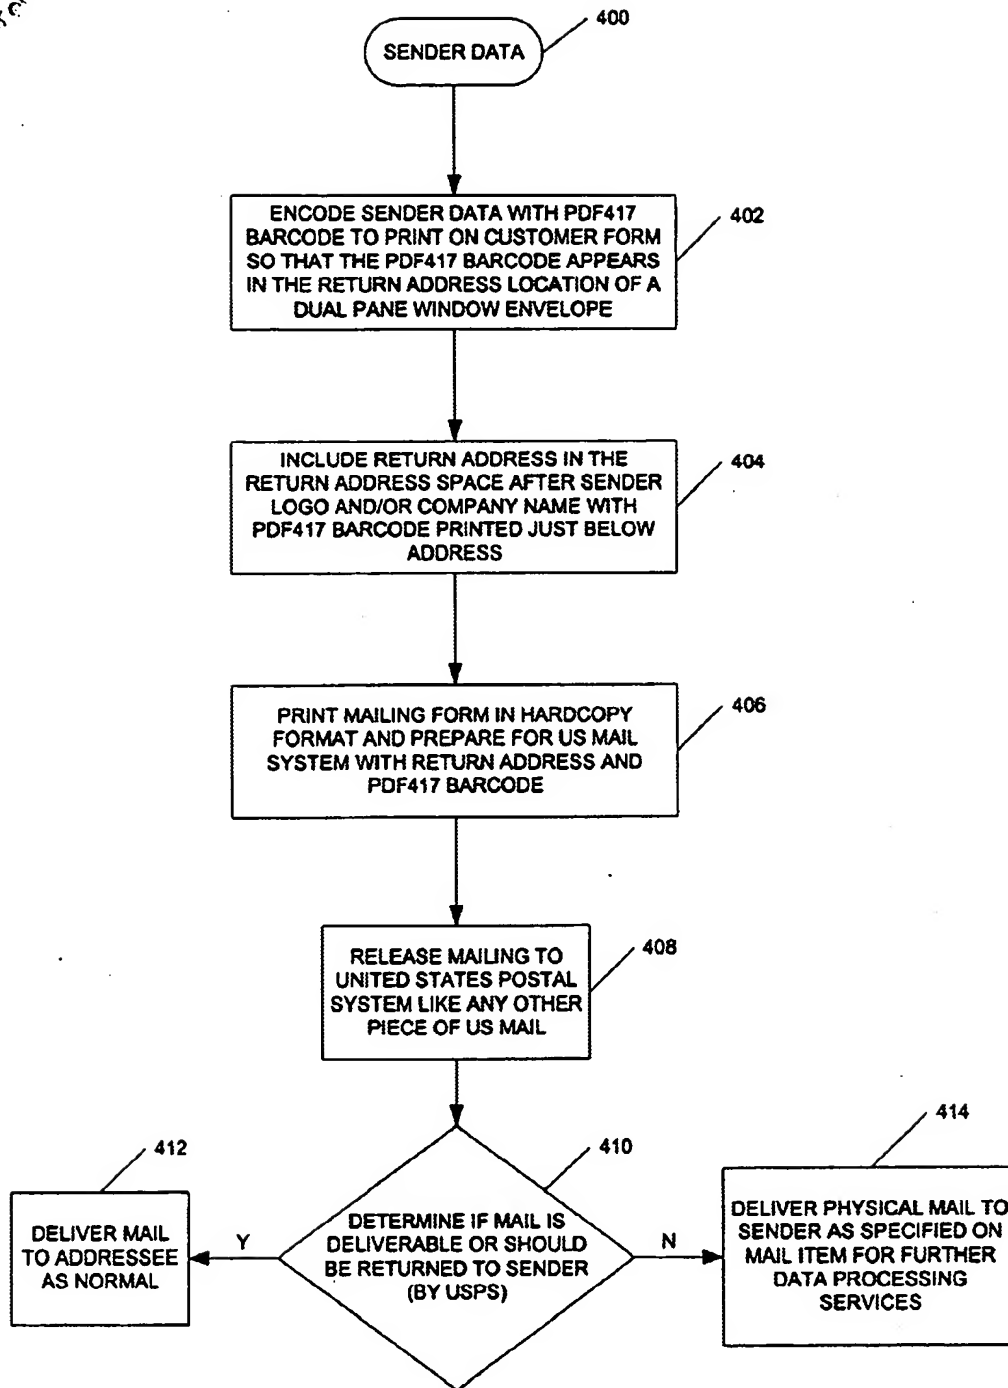 400
SENDER DATA
ENCODE SENDER DATA WITH PDF417
BARCODE TO PRINT ON CUSTOMER FORM
SO THAT THE PDF417 BARCODE APPEARS
IN THE RETURN ADDRESS LOCATION OF A
DUAL PANE WINDOW ENVELOPE
402
INCLUDE RETURN ADDRESS IN THE
RETURN ADDRESS SPACE AFTER SENDER
LOGO AND/OR COMPANY NAME WITH
PDF417 BARCODE PRINTED JUST BELOW
ADDRESS
404
PRINT MAILING FORM IN HARDCOPY
FORMAT AND PREPARE FOR US MAIL
SYSTEM WITH RETURN ADDRESS AND
PDF417 BARCODE
406
RELEASE MAILING TO
UNITED STATES POSTAL
SYSTEM LIKE ANY OTHER
PIECE OF US MAIL
408
410
DETERMINE IF MAIL IS
DELIVERABLE OR SHOULD
BE RETURNED TO SENDER
(BY USPS)
Y
N
412
DELIVER MAIL
TO ADDRESSEE
AS NORMAL
414
DELIVER PHYSICAL MAIL TO
SENDER AS SPECIFIED ON
MAIL ITEM FOR FURTHER
DATA PROCESSING
SERVICES